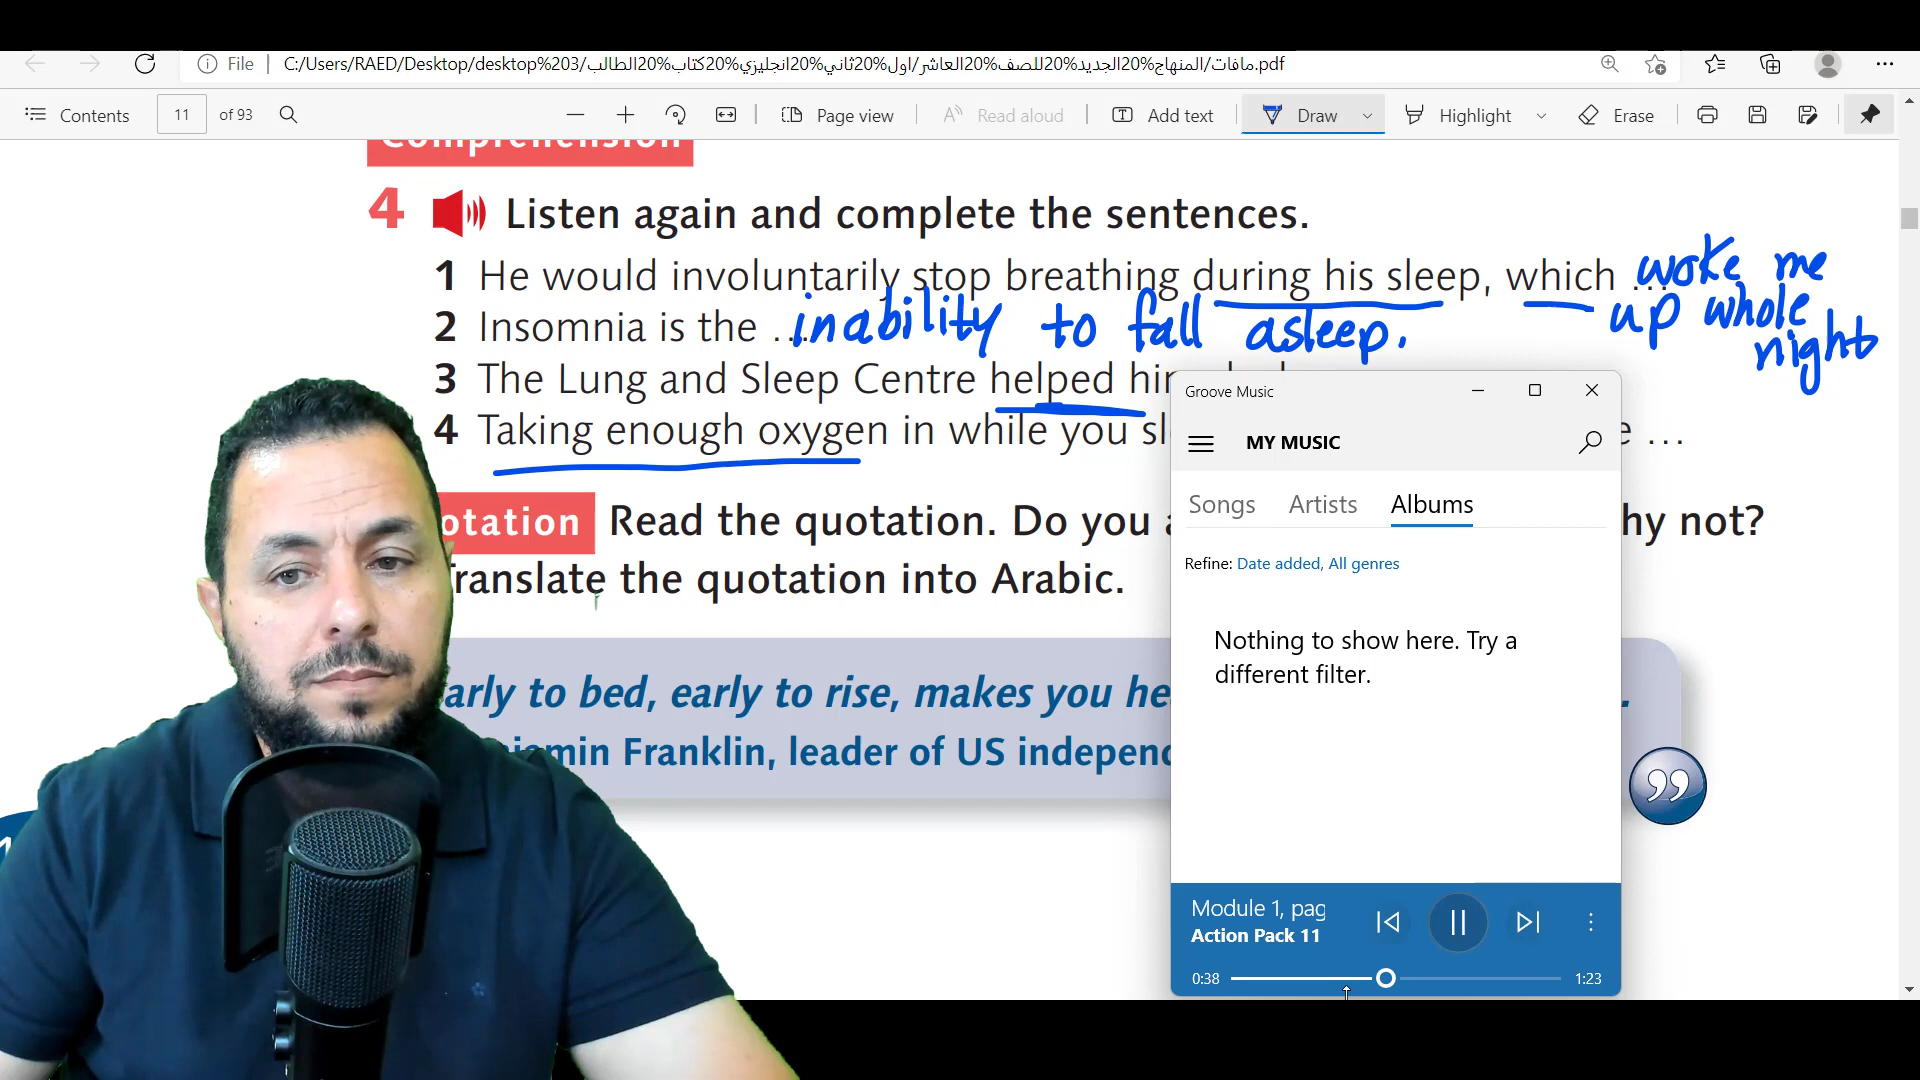 File
C:/Users/RAED/Desktop/desktop%203/مافات/المنهاج%20الجديد%20للصف%20العاشر/اول%20ثاني%20انجليزي%20كتاب%20الطالب.pdf
Contents
11
of 93
Page view
Read aloud
Add text
Draw
Highlight
Erase
Comprehension
4 Listen again and complete the sentences.
1 He would involuntarily stop breathing during his sleep, which ... woke me
up whole
night
2 Insomnia is the ... inability to fall asleep.
3 The Lung and Sleep Centre helped
4 Taking enough oxygen in while you ...
otation Read the quotation. Do you hy not?
ranslate the quotation into Arabic.
arly to bed, early to rise, makes you he
min Franklin, leader of US indepen
Groove Music
MY MUSIC
Songs
Artists
Albums
Refine: Date added, All genres
Nothing to show here. Try a
different filter.
Module 1, pag
Action Pack 11
0:38
1:23